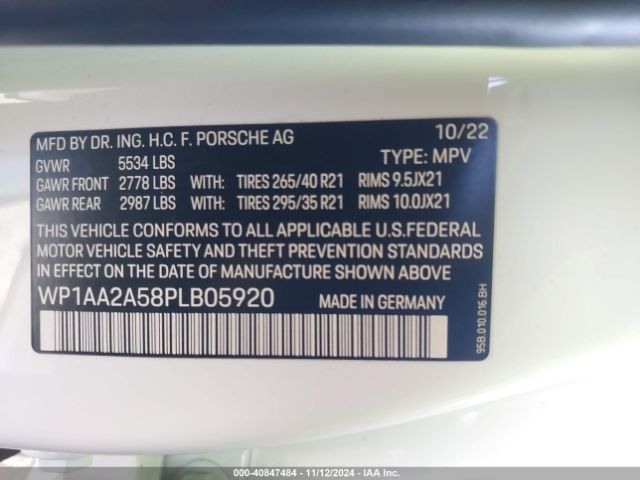 MFD BY DR. ING. H.C. F. PORSCHE AG 10/22
GVWR 5534 LBS TYPE: MPV
GAWR FRONT 2778 LBS WITH: TIRES 265/40 R21 RIMS 9.5JX21
GAWR REAR 2987 LBS WITH: TIRES 295/35 R21 RIMS 10.0JX21
THIS VEHICLE CONFORMS TO ALL APPLICABLE U.S.FEDERAL
MOTOR VEHICLE SAFETY AND THEFT PREVENTION STANDARDS
IN EFFECT ON THE DATE OF MANUFACTURE SHOWN ABOVE
WP1AA2A58PLB05920 MADE IN GERMANY
95B.010.016.BH
000-40847484 - 11/12/2024 - IAA Inc.